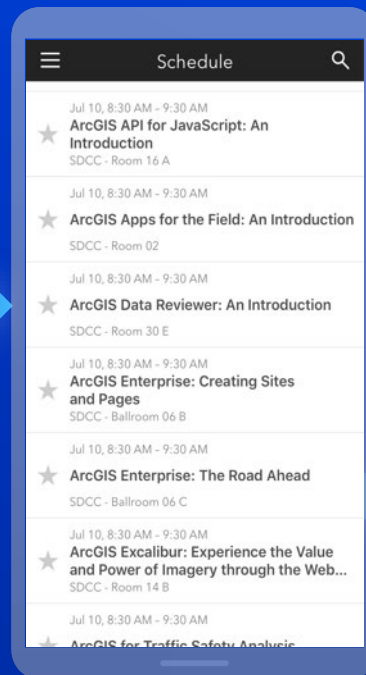 Schedule
Jul 10, 8:30 AM - 9:30 AM
ArcGIS API for JavaScript: An
Introduction
SDCC - Room 16 A
Jul 10, 8:30 AM - 9:30 AM
ArcGIS Apps for the Field: An Introduction
SDCC - Room 02
Jul 10, 8:30 AM - 9:30 AM
ArcGIS Data Reviewer: An Introduction
SDCC - Room 30 E
Jul 10, 8:30 AM - 9:30 AM
ArcGIS Enterprise: Creating Sites
and Pages
SDCC - Ballroom 06 B
Jul 10, 8:30 AM - 9:30 AM
ArcGIS Enterprise: The Road Ahead
SDCC - Ballroom 06 C
Jul 10, 8:30 AM - 9:30 AM
ArcGIS Excalibur: Experience the Value
and Power of Imagery through the Web...
SDCC - Room 14 B
Jul 10, 8:30 AM - 9:30 AM
ArcGIS for Traffic Safety Analysis